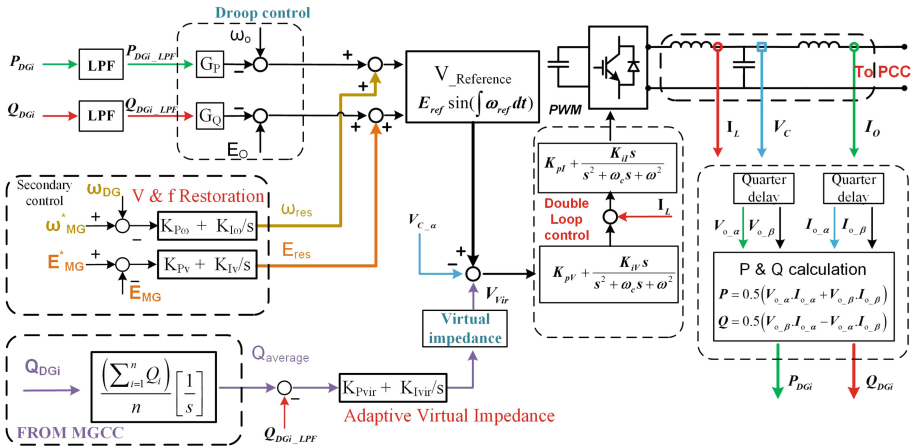 Droop control
ω_o
P_DGi
LPF
P_DGi_LPF
G_P
Q_DGi
LPF
Q_DGi_LPF
G_Q
E_O
V_Reference
E_ref sin(∫ω_ref dt)
PWM
To PCC
I_L
V_C
I_O
Secondary
control
ω_DG
V & f Restoration
ω*_MG
K_Pω + K_Iω/s
ω_res
E*_MG
K_Pv + K_Iv/s
E_res
E_MG
V_C_α
V_Vir
Virtual
impedance
K_pI + K_iI s / s² + ω_c s + ω²
Double
Loop
control
I_L
K_pV + K_iV s / s² + ω_c s + ω²
Quarter
delay
Quarter
delay
V_o_α
V_o_β
I_o_α
I_o_β
P & Q calculation
P = 0.5(V_o_α.I_o_α + V_o_β.I_o_β)
Q = 0.5(V_o_β.I_o_α − V_o_α.I_o_β)
P_DGi
Q_DGi
Q_DGi
(∑_{i=1}^n Q_i) / n [1/s]
Q_average
FROM MGCC
K_Pvir + K_Ivir/s
Q_DGi_LPF
Adaptive Virtual Impedance